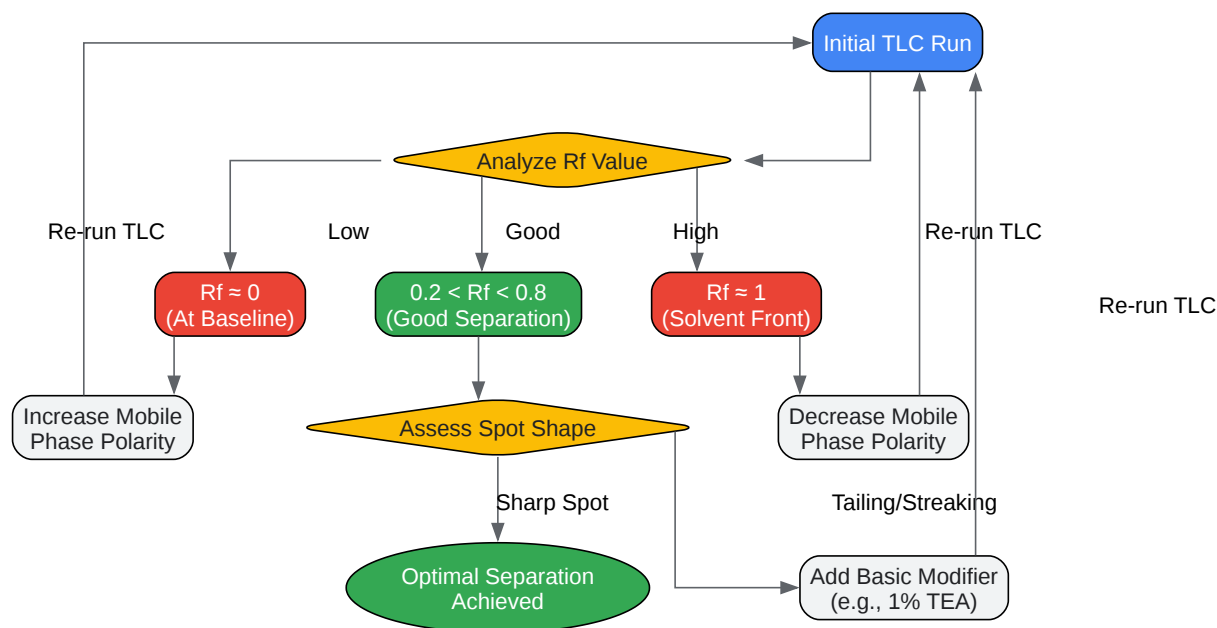 Initial TLC Run
Analyze Rf Value
Re-run TLC
Low
Good
High
Re-run TLC
Rf ≈ 0
(At Baseline)
0.2 < Rf < 0.8
(Good Separation)
Rf ≈ 1
(Solvent Front)
Re-run TLC
Increase Mobile
Phase Polarity
Assess Spot Shape
Decrease Mobile
Phase Polarity
Sharp Spot
Tailing/Streaking
Optimal Separation
Achieved
Add Basic Modifier
(e.g., 1% TEA)